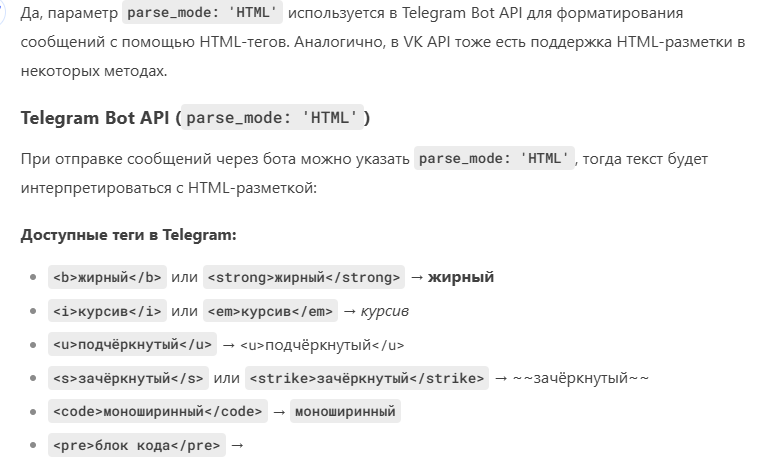 Да, параметр parse_mode: 'HTML' используется в Telegram Bot API для форматирования
сообщений с помощью HTML-тегов. Аналогично, в VK API тоже есть поддержка HTML-разметки в
некоторых методах.
Telegram Bot API (parse_mode: 'HTML')
При отправке сообщений через бота можно указать parse_mode: 'HTML', тогда текст будет
интерпретироваться с HTML-разметкой:
Доступные теги в Telegram:
• <b>жирный</b> или <strong>жирный</strong> → жирный
• <i>курсив</i> или <em>курсив</em> → курсив
• <u>подчёркнутый</u> → <u>подчёркнутый</u>
• <s>зачёркнутый</s> или <strike>зачёркнутый</strike> → ~~зачёркнутый~~
• <code>моноширинный</code> → моноширинный
• <pre>блок кода</pre> →